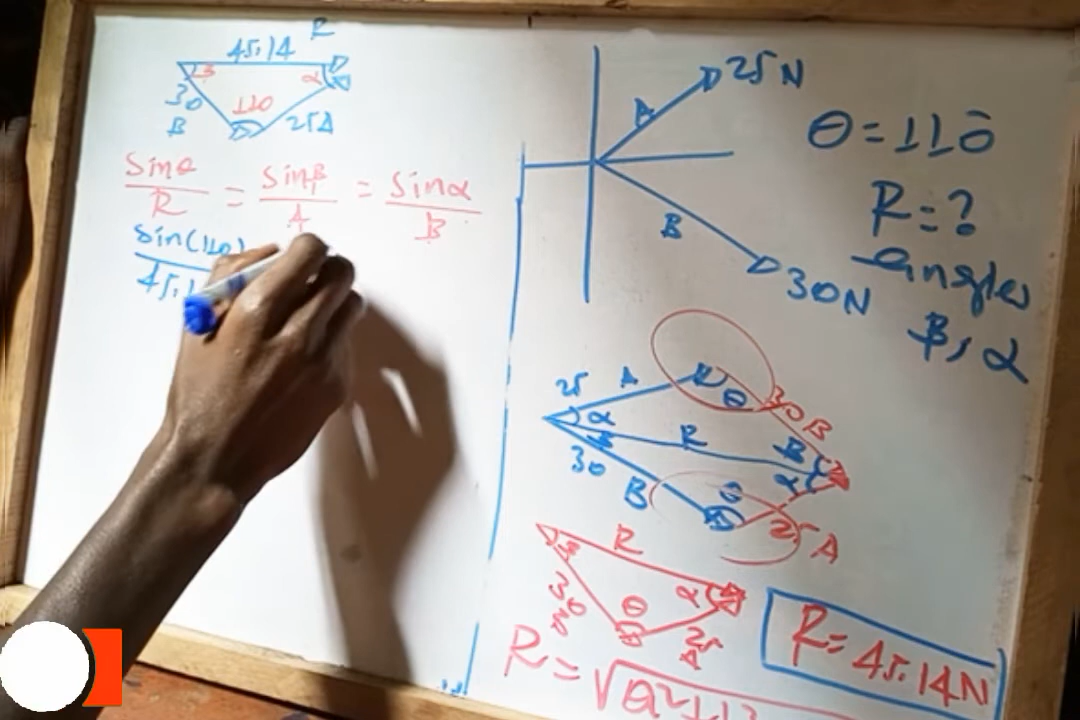 45.14 R
β α
30 110
B 25A
sinθ/R = sinβ/A = sinα/B
sin(110)
25N
A
θ=110
R=?
angles
β, α
B
30N
25 A θ 30 B
α
β R β
30 α
B θ 25 A
R
β α
30 θ 25
B A
R=√
R=45.14N